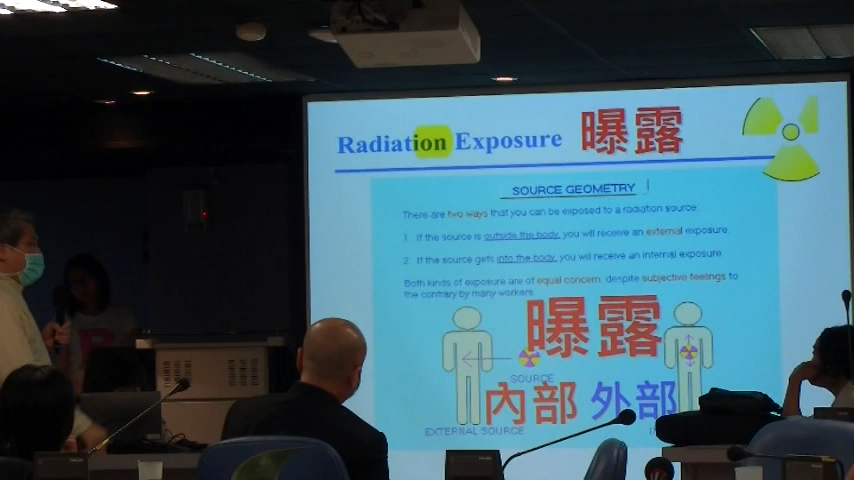 Radiation Exposure 曝露
SOURCE GEOMETRY
There are two ways that you can be exposed to a radiation source:
1. If the source is outside the body, you will receive an external exposure.
2. If the source gets into the body, you will receive an internal exposure.
Both kinds of exposure are of equal concern, despite subjective feelings to
the contrary by many workers.
曝露
SOURCE
內部 外部
EXTERNAL SOURCE